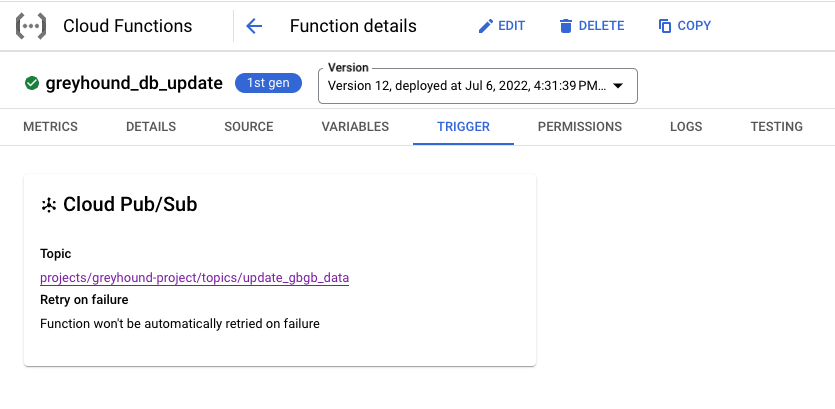 Cloud Functions
Function details
EDIT
DELETE
COPY
greyhound_db_update
1st gen
Version
Version 12, deployed at Jul 6, 2022, 4:31:39 PM...
METRICS
DETAILS
SOURCE
VARIABLES
TRIGGER
PERMISSIONS
LOGS
TESTING
Cloud Pub/Sub
Topic
projects/greyhound-project/topics/update_gbgb_data
Retry on failure
Function won't be automatically retried on failure